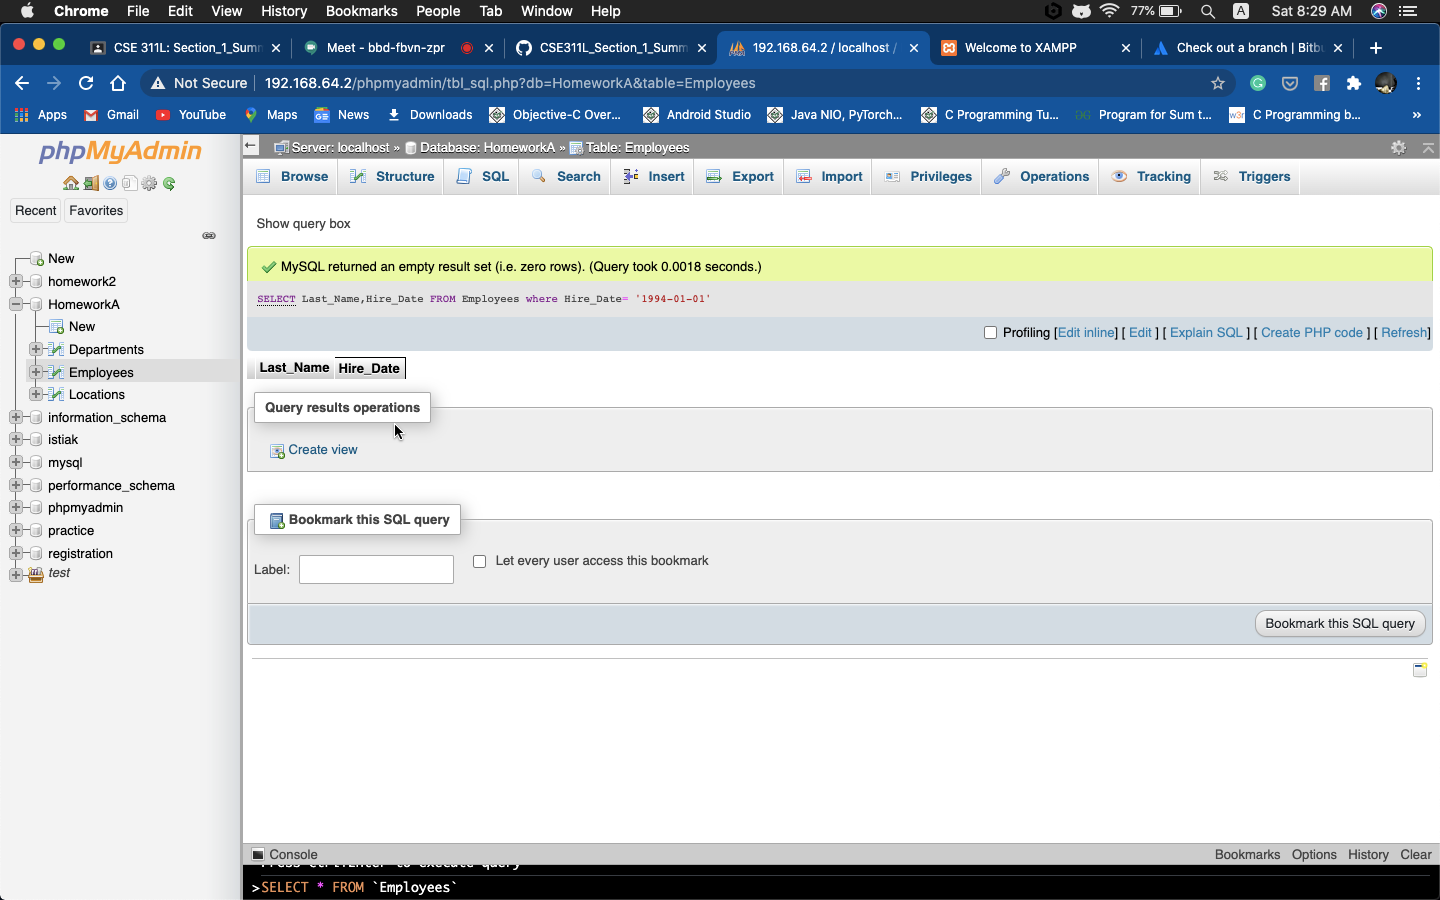 Chrome File Edit View History Bookmarks People Tab Window Help 77% A Sat 8:29 AM
CSE 311L: Section_1_Sumn Meet - bbd-fbvn-zpr CSE311L_Section_1_Summ 192.168.64.2 / localhost / Welcome to XAMPP Check out a branch | Bitbu
Not Secure 192.168.64.2/phpmyadmin/tbl_sql.php?db=HomeworkA&table=Employees
Apps Gmail YouTube Maps News Downloads Objective-C Over... Android Studio Java NIO, PyTorch... C Programming Tu... Program for Sum t... w3r C Programming b... »
phpMyAdmin
Recent Favorites
New
homework2
HomeworkA
New
Departments
Employees
Locations
information_schema
istiak
mysql
performance_schema
phpmyadmin
practice
registration
test
Server: localhost » Database: HomeworkA » Table: Employees
Browse Structure SQL Search Insert Export Import Privileges Operations Tracking Triggers
Show query box
MySQL returned an empty result set (i.e. zero rows). (Query took 0.0018 seconds.)
SELECT Last_Name,Hire_Date FROM Employees where Hire_Date= '1994-01-01'
Profiling [Edit inline] [ Edit ] [ Explain SQL ] [ Create PHP code ] [ Refresh]
Last_Name Hire_Date
Query results operations
Create view
Bookmark this SQL query
Label: Let every user access this bookmark
Bookmark this SQL query
Console Bookmarks Options History Clear
Press Ctrl+Enter to execute query
>SELECT * FROM `Employees`